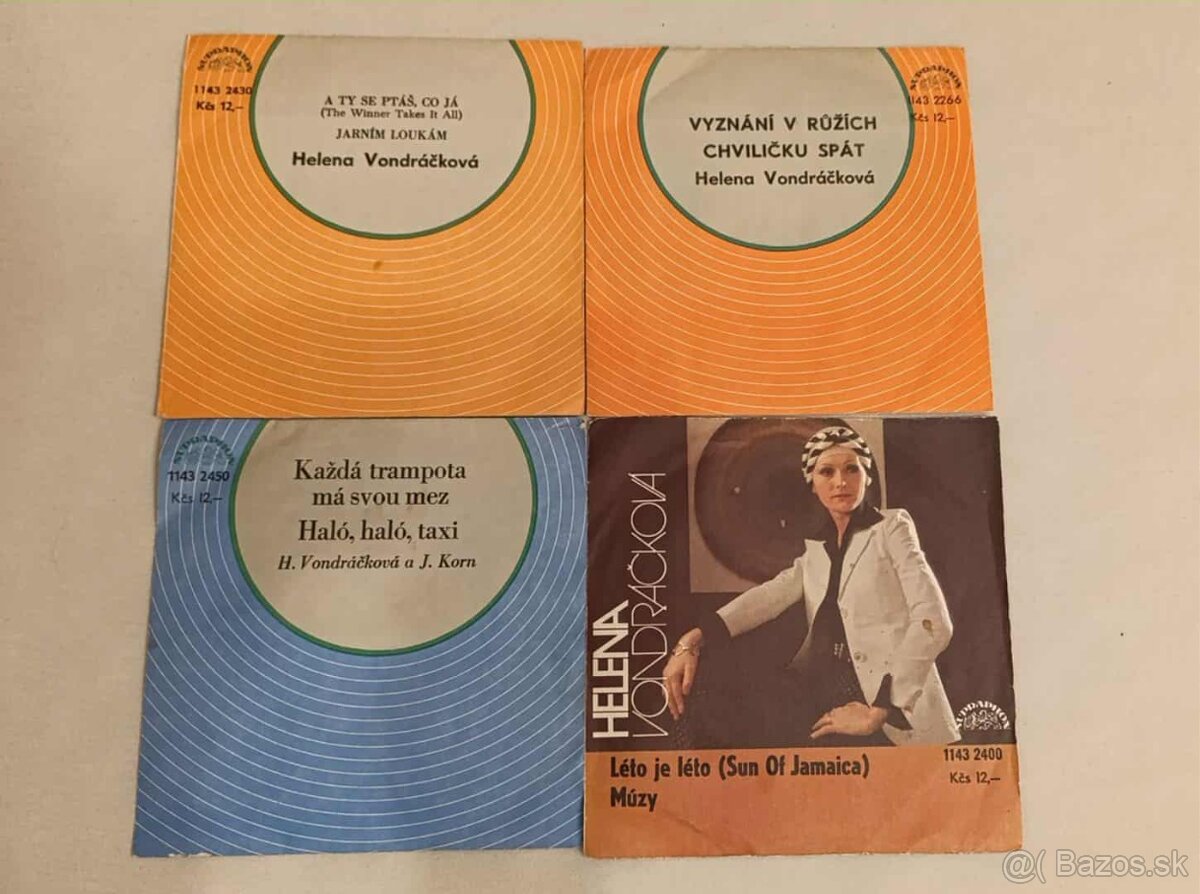 SUPRAPHON
1143 2430
Kčs 12,–
A TY SE PTÁŠ, CO JÁ
(The Winner Takes It All)
JARNÍM LOUKÁM
Helena Vondráčková
SUPRAPHON
1143 2266
Kčs 12,–
VYZNÁNÍ V RŮŽÍCH
CHVILIČKU SPÁT
Helena Vondráčková
SUPRAPHON
1143 2450
Kčs 12,–
Každá trampota
má svou mez
Haló, haló, taxi
H. Vondráčková a J. Korn
HELENA
VONDRÁČKOVÁ
SUPRAPHON
1143 2400
Kčs 12,–
Léto je léto (Sun Of Jamaica)
Múzy
@( Bazos.sk